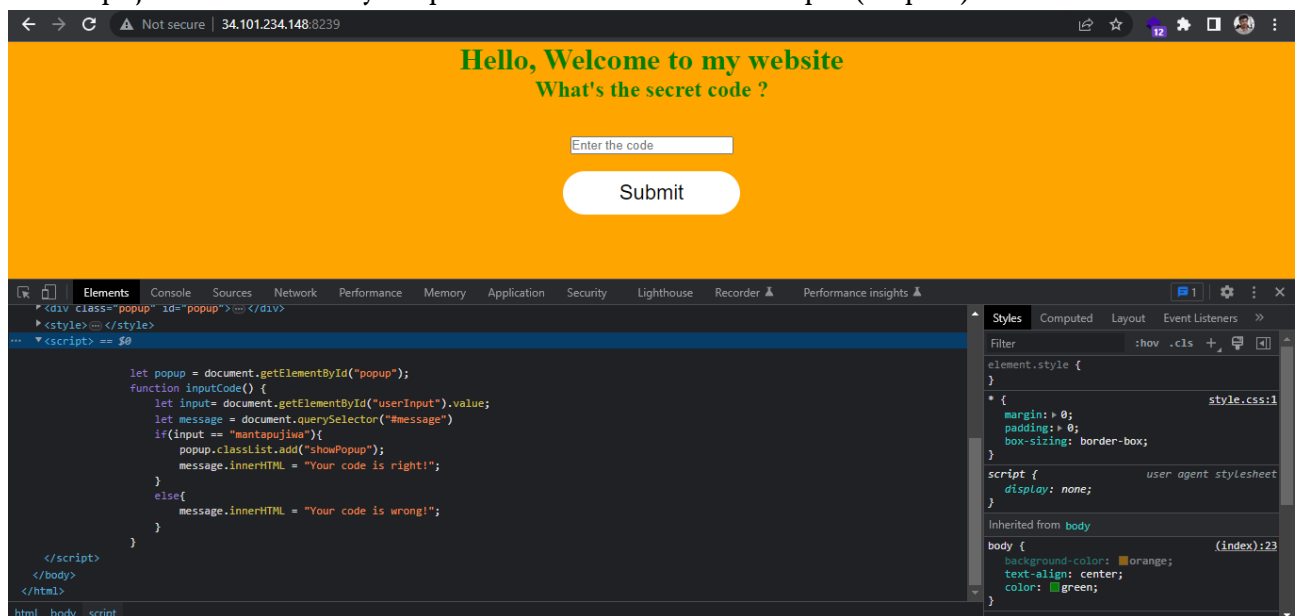 Not secure | 34.101.234.148:8239
12
Hello, Welcome to my website
What's the secret code ?
Enter the code
Submit
Elements Console Sources Network Performance Memory Application Security Lighthouse Recorder Performance insights 1
<div class="popup" id="popup">…</div>
<style>…</style>
<script> == $0
let popup = document.getElementById("popup");
function inputCode() {
let input= document.getElementById("userInput").value;
let message = document.querySelector("#message")
if(input == "mantapujiwa"){
popup.classList.add("showPopup");
message.innerHTML = "Your code is right!";
}
else{
message.innerHTML = "Your code is wrong!";
}
}
</script>
</body>
</html>
html body script
Styles Computed Layout Event Listeners »
Filter :hov .cls +
element.style {
}
* { style.css:1
margin: 0;
padding: 0;
box-sizing: border-box;
}
script { user agent stylesheet
display: none;
}
Inherited from body
body { (index):23
background-color: orange;
text-align: center;
color: green;
}